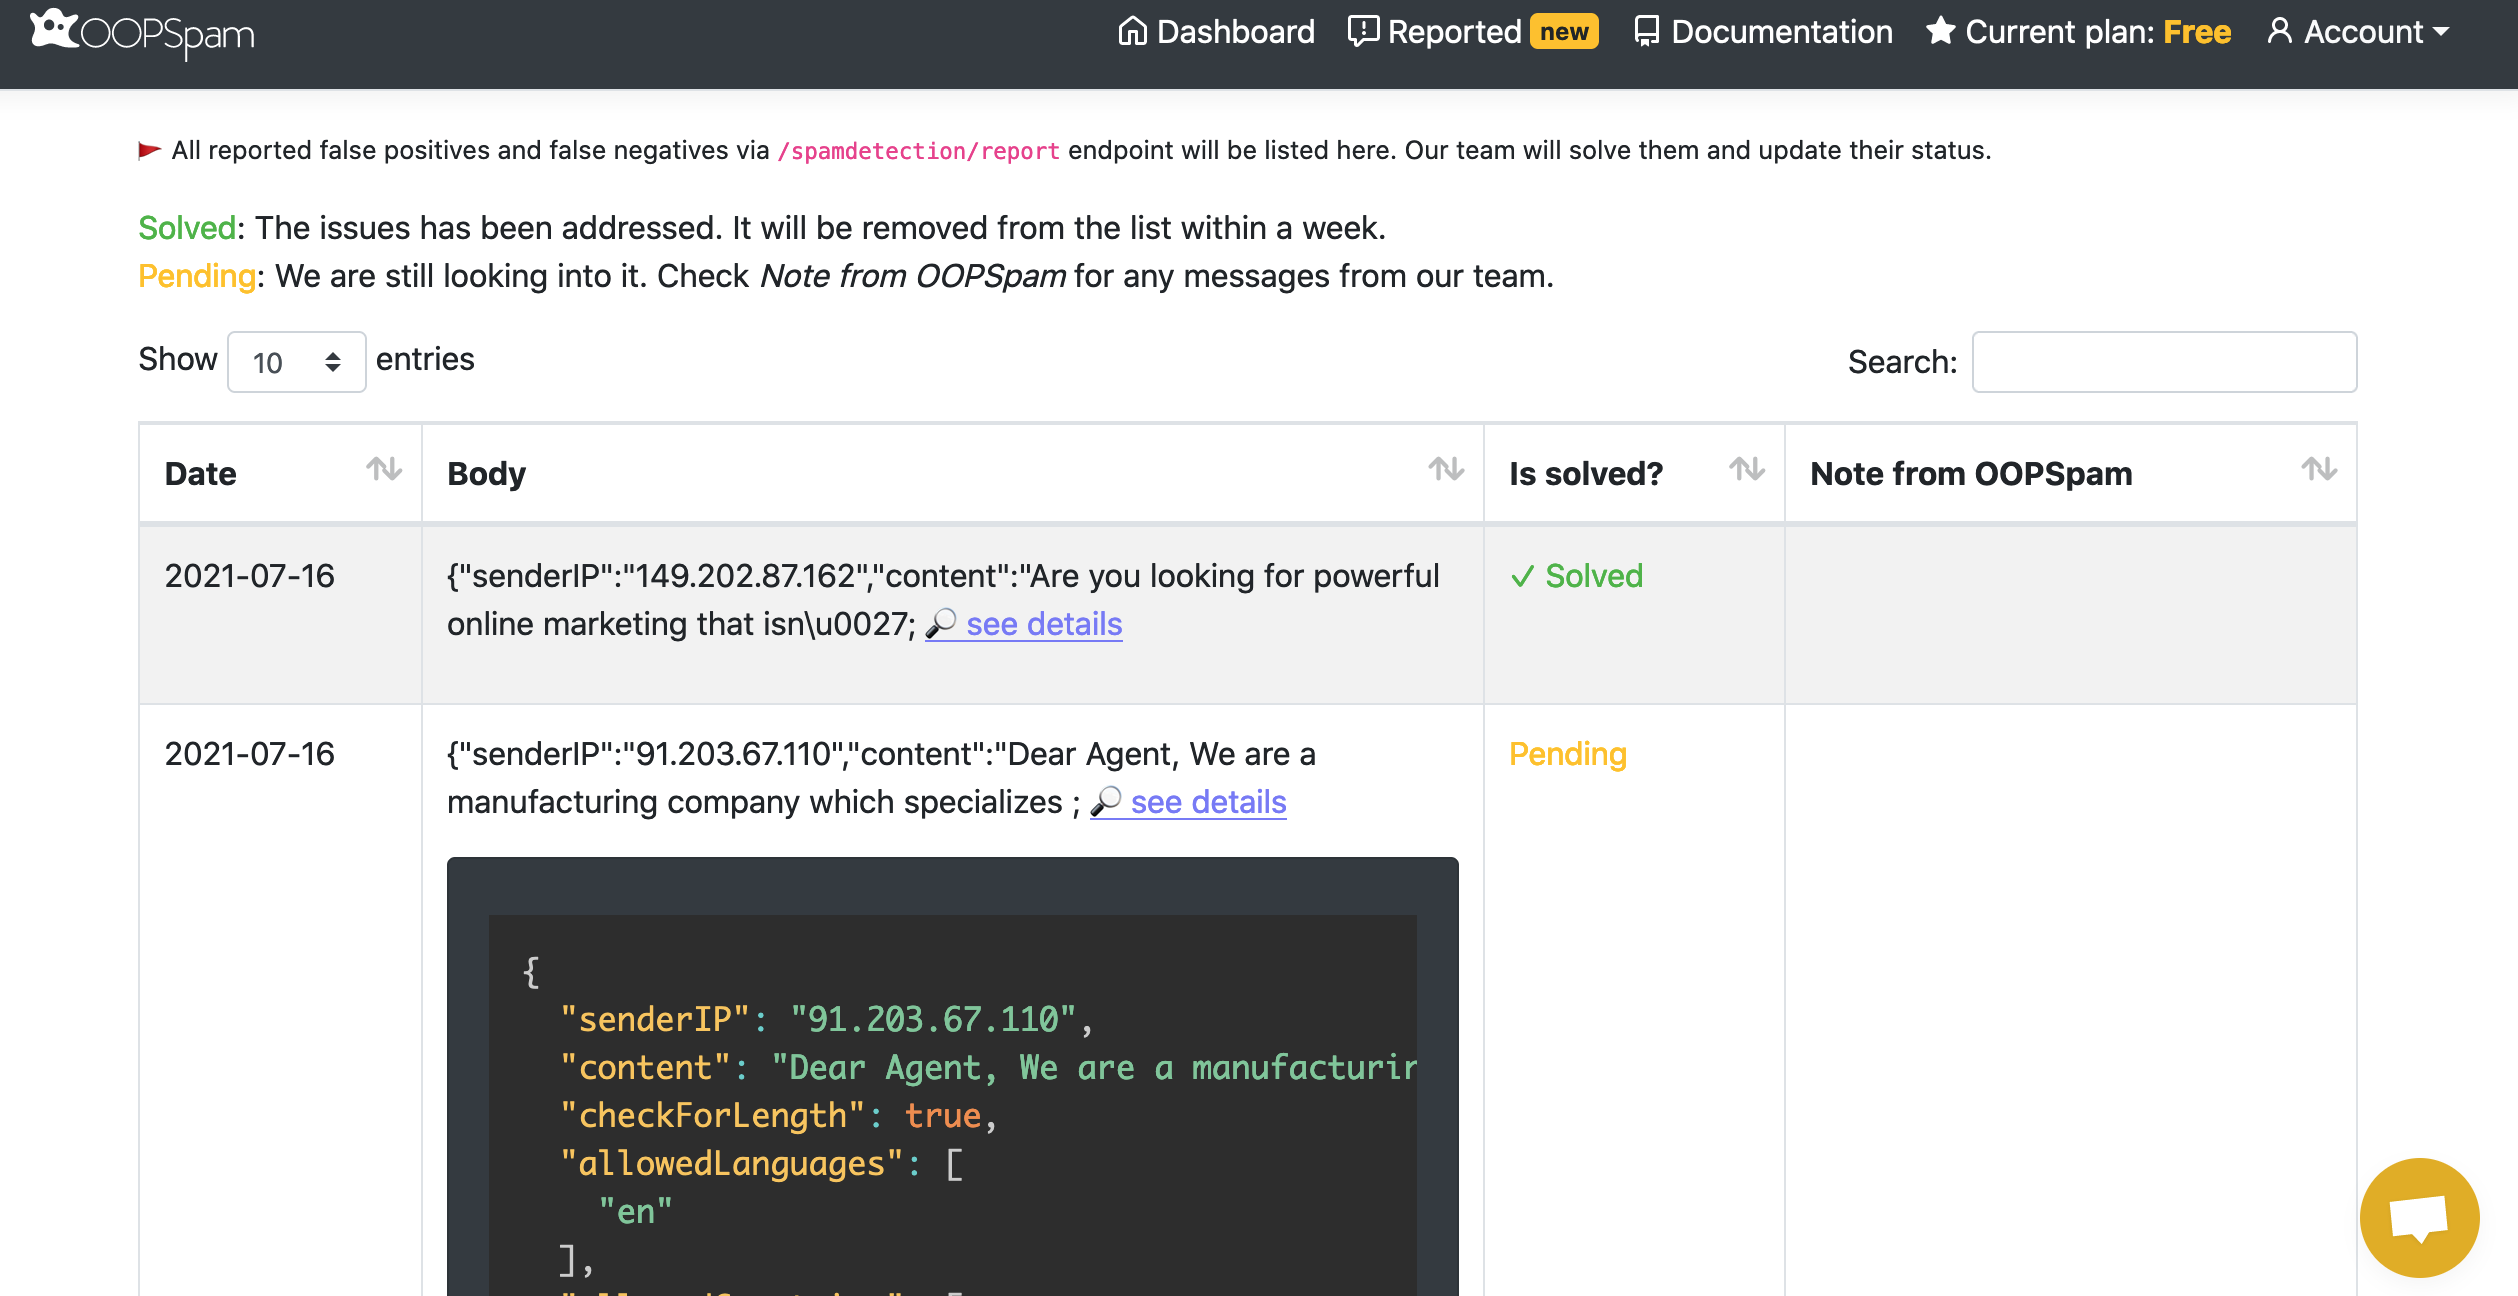 OOPSpam
Dashboard
Reported new
Documentation
Current plan: Free
Account
All reported false positives and false negatives via /spamdetection/report endpoint will be listed here. Our team will solve them and update their status.
Solved: The issues has been addressed. It will be removed from the list within a week.
Pending: We are still looking into it. Check Note from OOPSpam for any messages from our team.
Show 10 entries
Search:
Date
Body
Is solved?
Note from OOPSpam
2021-07-16
{"senderIP":"149.202.87.162","content":"Are you looking for powerful
online marketing that isn\u0027; see details
✓ Solved
2021-07-16
{"senderIP":"91.203.67.110","content":"Dear Agent, We are a
manufacturing company which specializes ; see details
Pending
{
"senderIP": "91.203.67.110",
"content": "Dear Agent, We are a manufacturin
"checkForLength": true,
"allowedLanguages": [
"en"
],